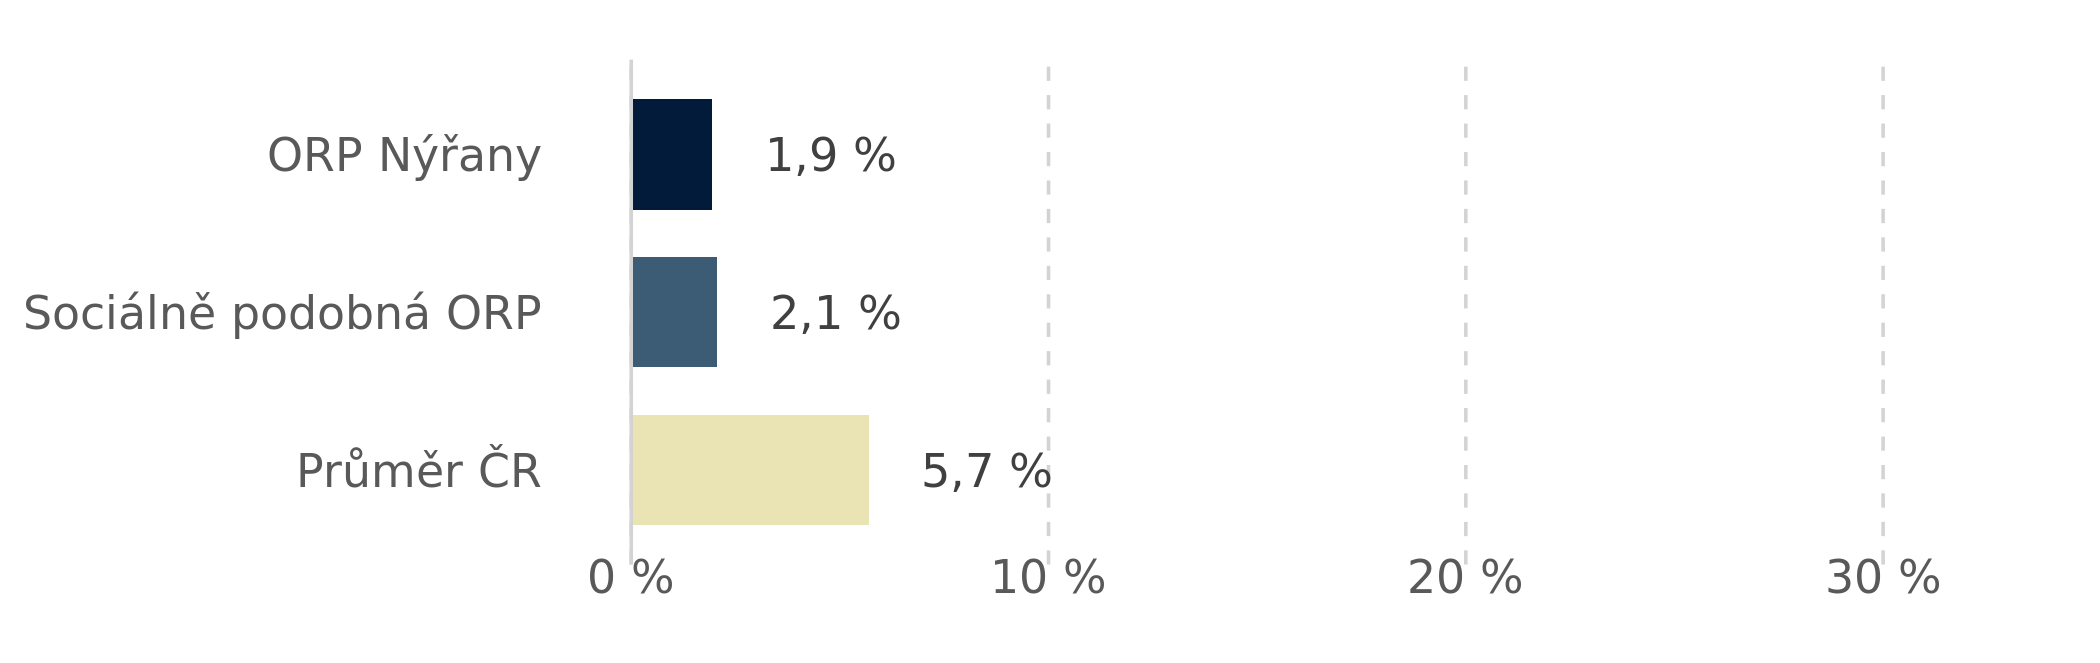 ORP Nýřany 1,9 %
Sociálně podobná ORP 2,1 %
Průměr ČR 5,7 %
0 % 10 % 20 % 30 %